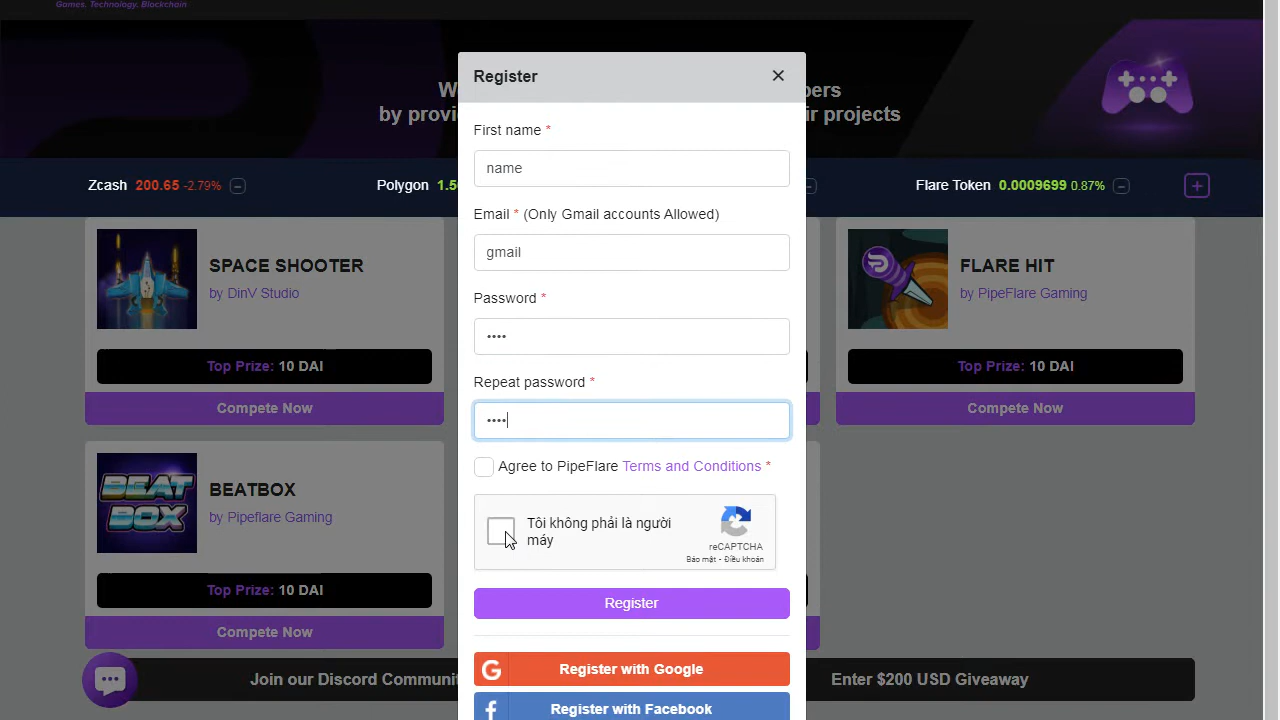 Games. Technology. Blockchain
We
by provi
pers
ir projects
Register
First name *
name
Email * (Only Gmail accounts Allowed)
gmail
Password *
••••
Repeat password *
••••
Agree to PipeFlare Terms and Conditions *
Tôi không phải là người
máy
reCAPTCHA
Bảo mật - Điều khoản
Register
G Register with Google
f Register with Facebook
Zcash 200.65 -2.79%
Polygon 1.5
Flare Token 0.0009699 0.87%
SPACE SHOOTER
by DinV Studio
Top Prize: 10 DAI
Compete Now
FLARE HIT
by PipeFlare Gaming
Top Prize: 10 DAI
Compete Now
BEAT
BOX
BEATBOX
by Pipeflare Gaming
Top Prize: 10 DAI
Compete Now
Join our Discord Communit
Enter $200 USD Giveaway